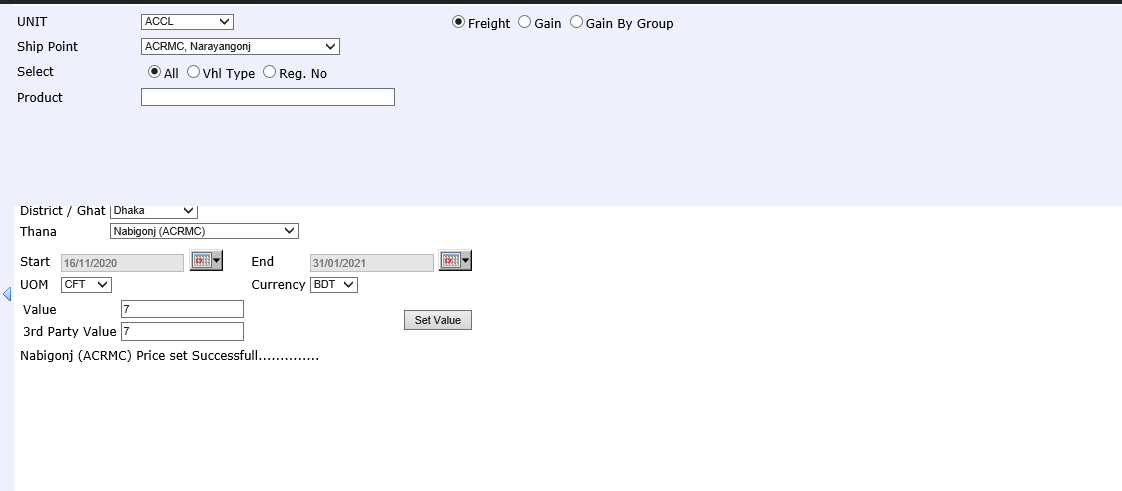 UNIT ACCL Freight Gain Gain By Group
Ship Point ACRMC, Narayangonj
Select All Vhl Type Reg. No
Product
District / Ghat Dhaka
Thana Nabigonj (ACRMC)
Start 16/11/2020 End 31/01/2021
UOM CFT Currency BDT
Value 7
Set Value
3rd Party Value 7
Nabigonj (ACRMC) Price set Successfull..............